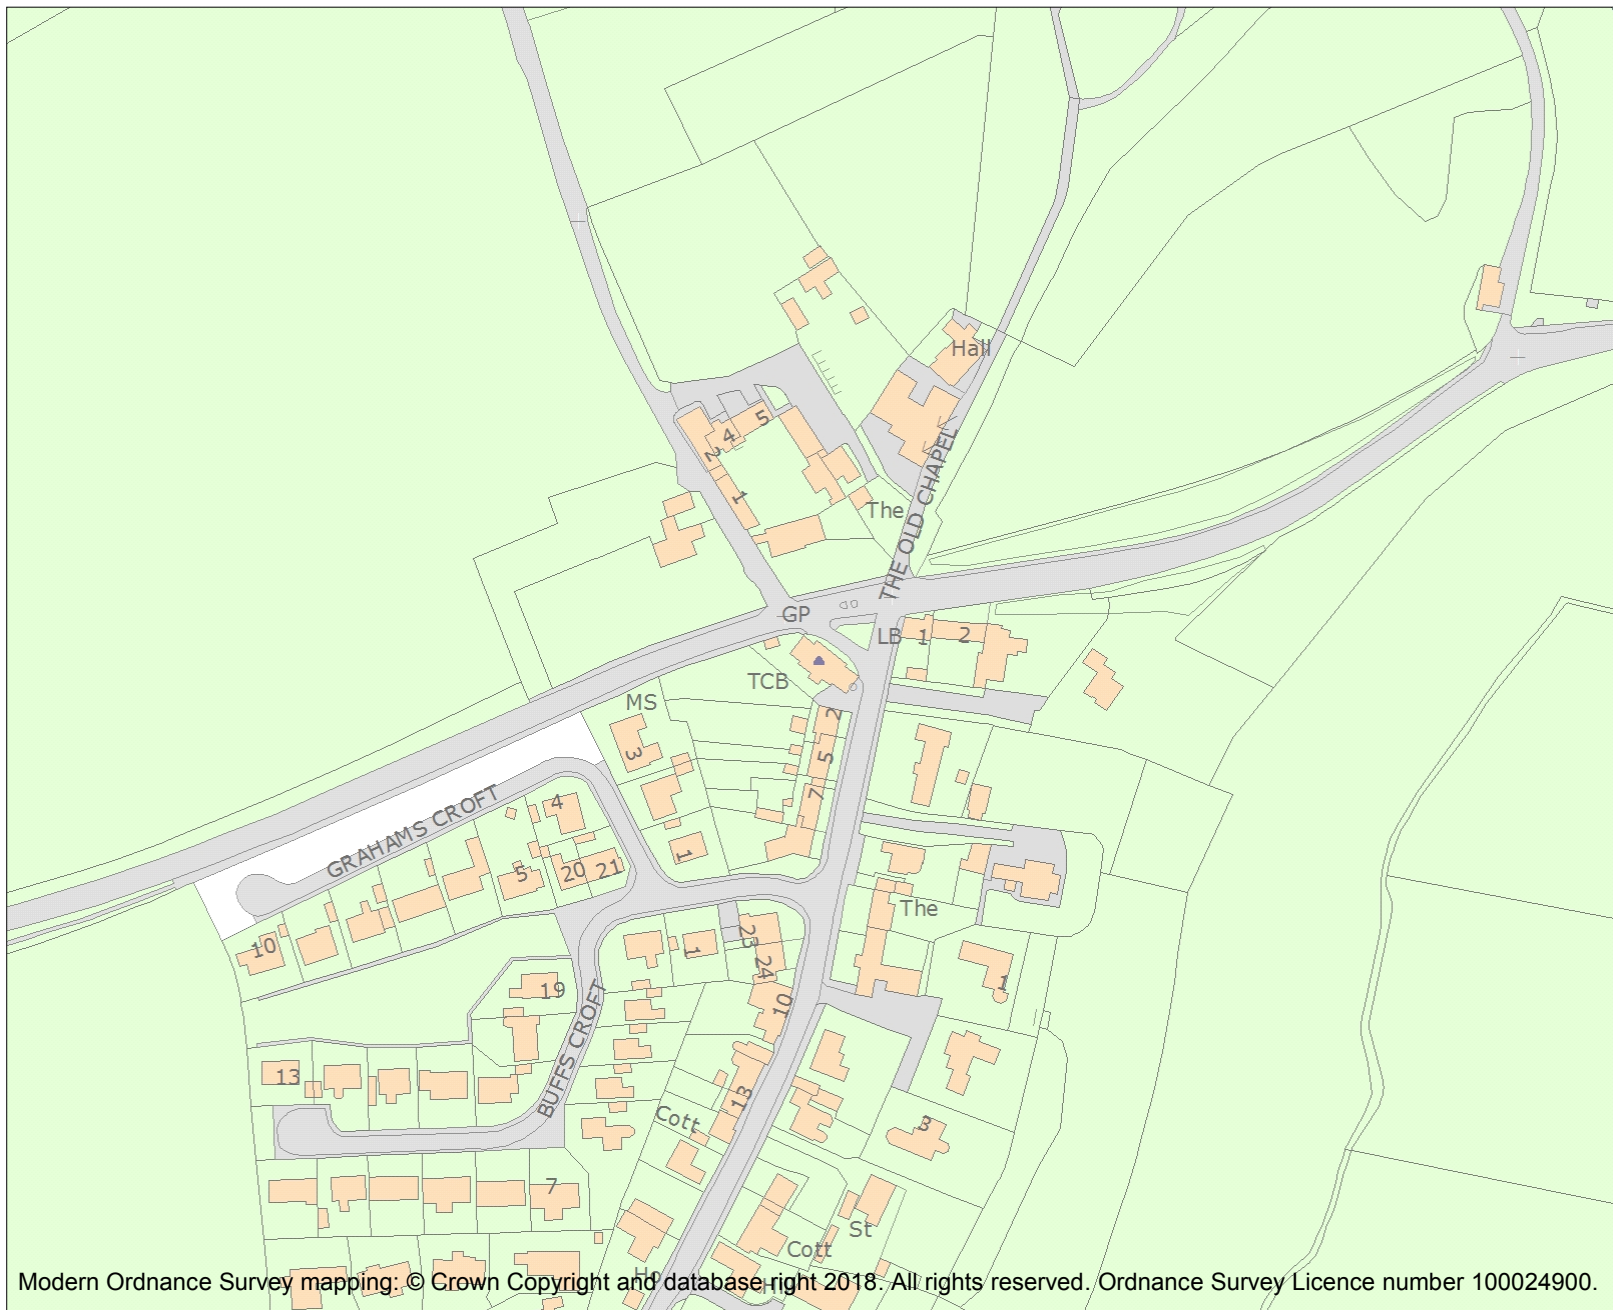 Hall
5
4
2
1
The
THE OLD CHAPEL
GP
LB
1
2
TCB
MS
2
3
5
7
4
GRAHAMS CROFT
1
5
20
21
The
10
23
1
24
1
19
10
BUFFS CROFT
13
13
Cott
3
7
St
Cott
Ho
Modern Ordnance Survey mapping: © Crown Copyright and database right 2018. All rights reserved. Ordnance Survey Licence number 100024900.